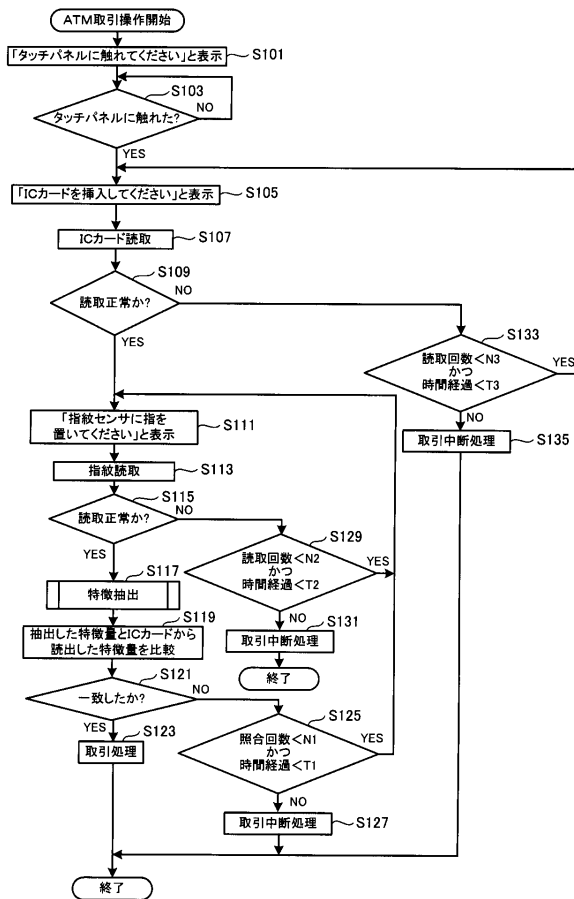 ATM取引操作開始
「タッチパネルに触れてください」と表示
S101
S103
NO
タッチパネルに触れた?
YES
「ICカードを挿入してください」と表示
S105
ICカード読取
S107
S109
読取正常か?
NO
YES
S133
読取回数<N3
かつ
時間経過<T3
YES
NO
取引中断処理
S135
「指紋センサに指を
置いてください」と表示
S111
指紋読取
S113
S115
読取正常か?
NO
YES
S129
読取回数<N2
かつ
時間経過<T2
YES
NO
S131
取引中断処理
終了
S117
特徴抽出
S119
抽出した特徴量とICカードから
読出した特徴量を比較
S121
一致したか?
NO
YES
S123
取引処理
S125
照合回数<N1
かつ
時間経過<T1
YES
NO
取引中断処理
S127
終了